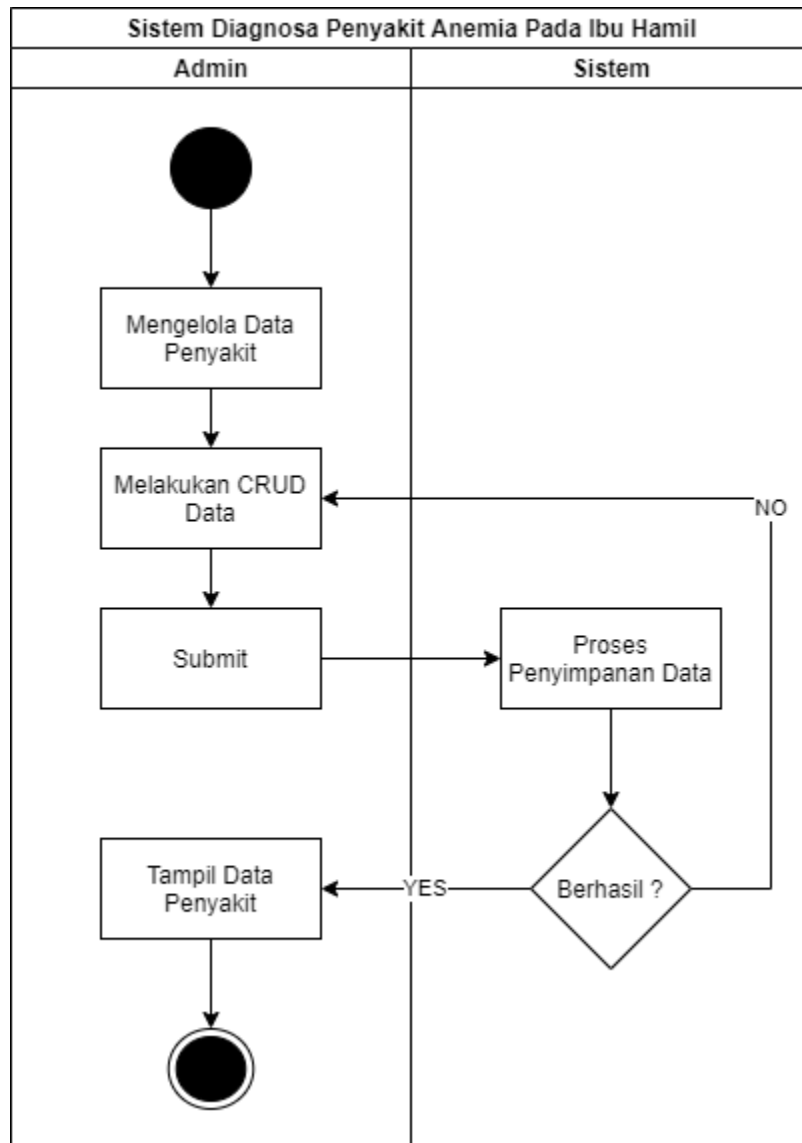 Sistem Diagnosa Penyakit Anemia Pada Ibu Hamil
Admin
Sistem
Mengelola Data
Penyakit
Melakukan CRUD
Data
NO
Submit
Proses
Penyimpanan Data
Tampil Data
Penyakit
YES
Berhasil ?